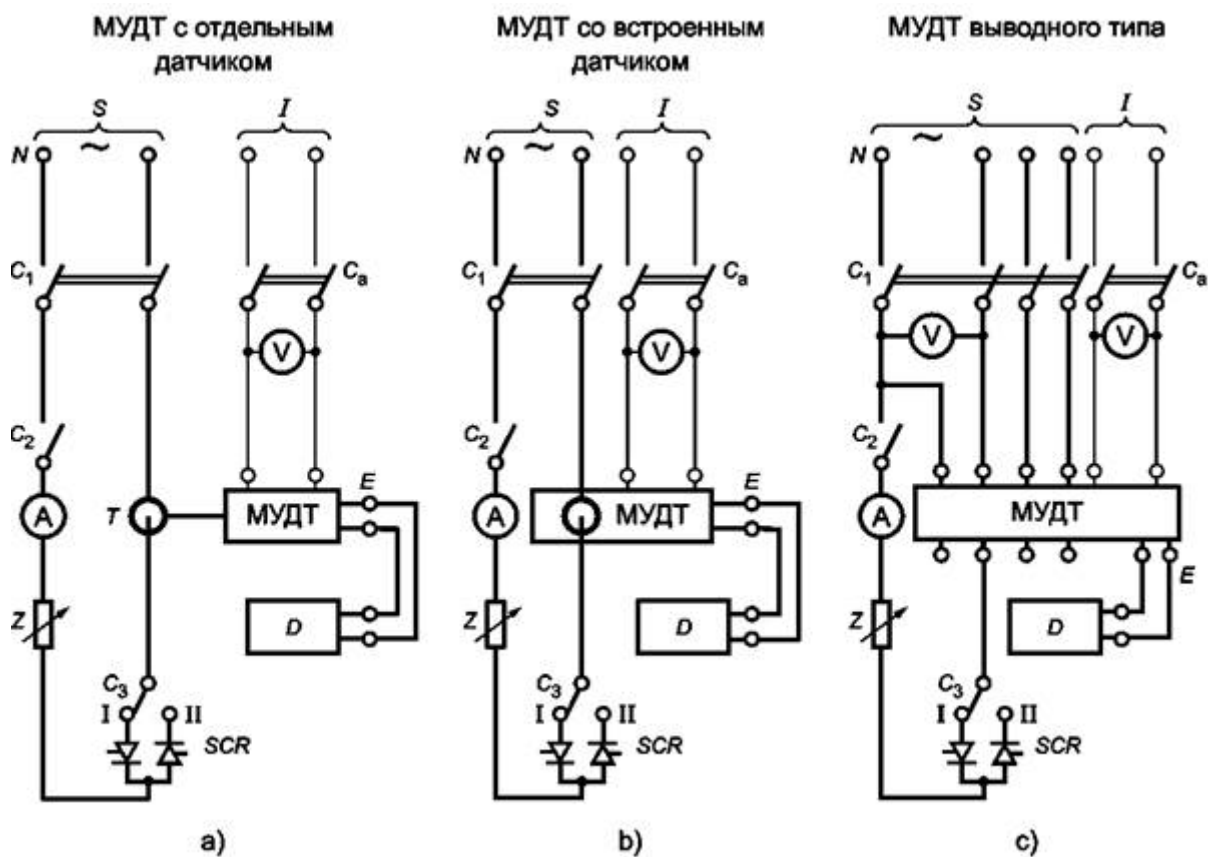 МУДТ с отдельным
датчиком
S
~
I
N
C1
Ca
V
C2
A
T
МУДТ
E
Z
D
C3
I
II
SCR
a)
МУДТ со встроенным
датчиком
S
~
I
N
C1
Ca
V
C2
A
МУДТ
E
Z
D
C3
I
II
SCR
b)
МУДТ выводного типа
S
~
I
N
C1
Ca
V
V
C2
A
МУДТ
E
Z
D
C3
I
II
SCR
c)